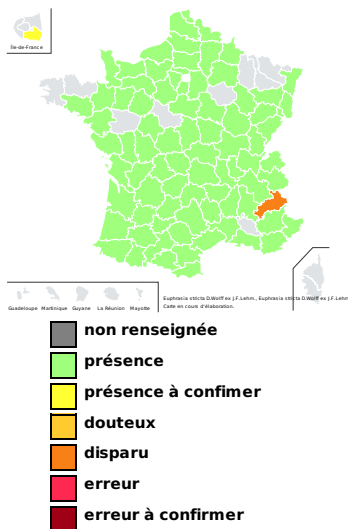 Île-de-France
Guadeloupe Martinique Guyane La Réunion Mayotte
Euphrasia stricta D.Wolff ex J.F.Lehm., Euphrasia stricta D.Wolff ex J.F.Lehm
Carte en cours d'élaboration.
non renseignée
présence
présence à confimer
douteux
disparu
erreur
erreur à confirmer